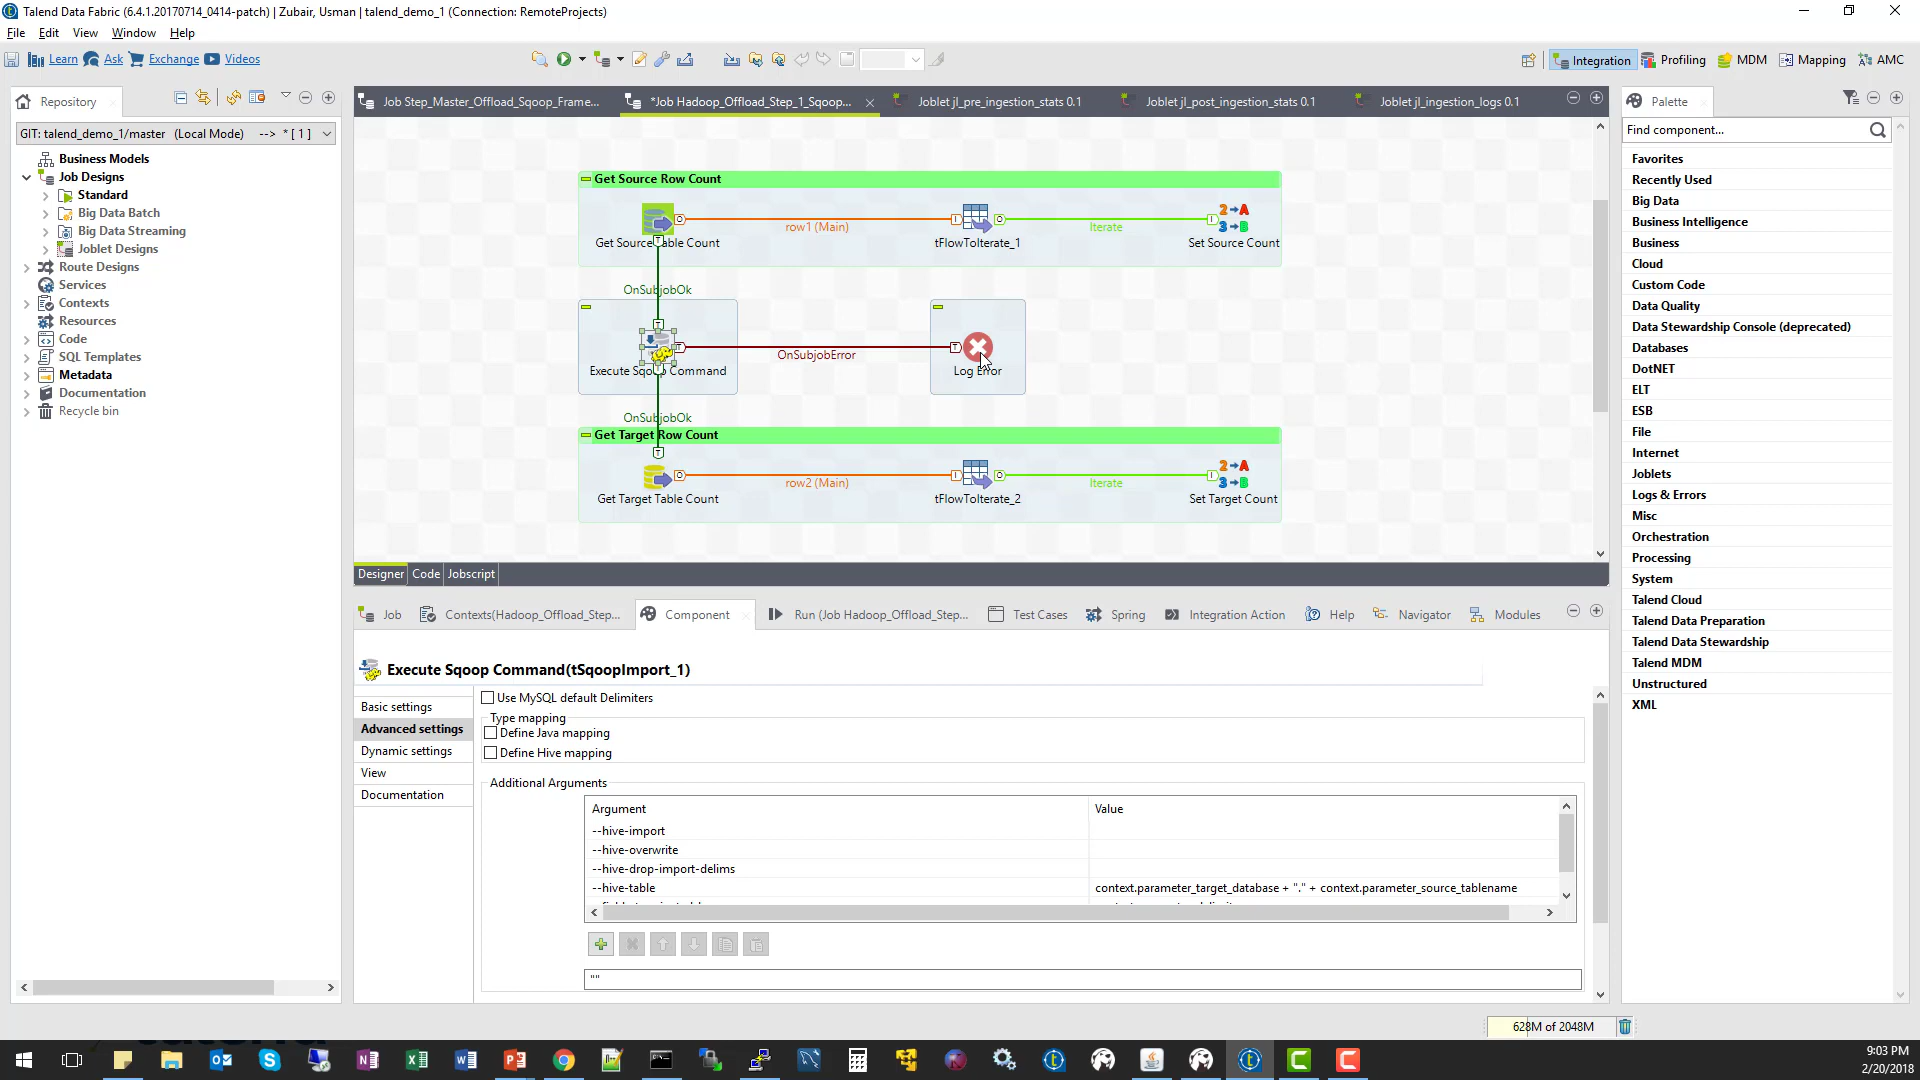 Talend Data Fabric (6.4.1.20170714_0414-patch) | Zubair, Usman | talend_demo_1 (Connection: RemoteProjects)
File Edit View Window Help
Learn Ask Exchange Videos
Integration Profiling MDM Mapping AMC
Repository
GIT: talend_demo_1/master (Local Mode) --> * [ 1 ]
Business Models
Job Designs
Standard
Big Data Batch
Big Data Streaming
Joblet Designs
Route Designs
Services
Contexts
Resources
Code
SQL Templates
Metadata
Documentation
Recycle bin
Job Step_Master_Offload_Sqoop_Frame...
*Job Hadoop_Offload_Step_1_Sqoop...
Joblet jl_pre_ingestion_stats 0.1
Joblet jl_post_ingestion_stats 0.1
Joblet jl_ingestion_logs 0.1
Get Source Row Count
row1 (Main)
Iterate
Get Source Table Count
tFlowToIterate_1
Set Source Count
OnSubjobOk
OnSubjobError
Execute Sqoop Command
Log Error
OnSubjobOk
Get Target Row Count
row2 (Main)
Iterate
Get Target Table Count
tFlowToIterate_2
Set Target Count
Designer Code Jobscript
Job
Contexts(Hadoop_Offload_Step...
Component
Run (Job Hadoop_Offload_Step...
Test Cases
Spring
Integration Action
Help
Navigator
Modules
Execute Sqoop Command(tSqoopImport_1)
Basic settings
Advanced settings
Dynamic settings
View
Documentation
Use MySQL default Delimiters
Type mapping
Define Java mapping
Define Hive mapping
Additional Arguments
Argument Value
--hive-import
--hive-overwrite
--hive-drop-import-delims
--hive-table context.parameter_target_database + "." + context.parameter_source_tablename
""
Palette
Find component...
Favorites
Recently Used
Big Data
Business Intelligence
Business
Cloud
Custom Code
Data Quality
Data Stewardship Console (deprecated)
Databases
DotNET
ELT
ESB
File
Internet
Joblets
Logs & Errors
Misc
Orchestration
Processing
System
Talend Cloud
Talend Data Preparation
Talend Data Stewardship
Talend MDM
Unstructured
XML
628M of 2048M
9:03 PM
2/20/2018